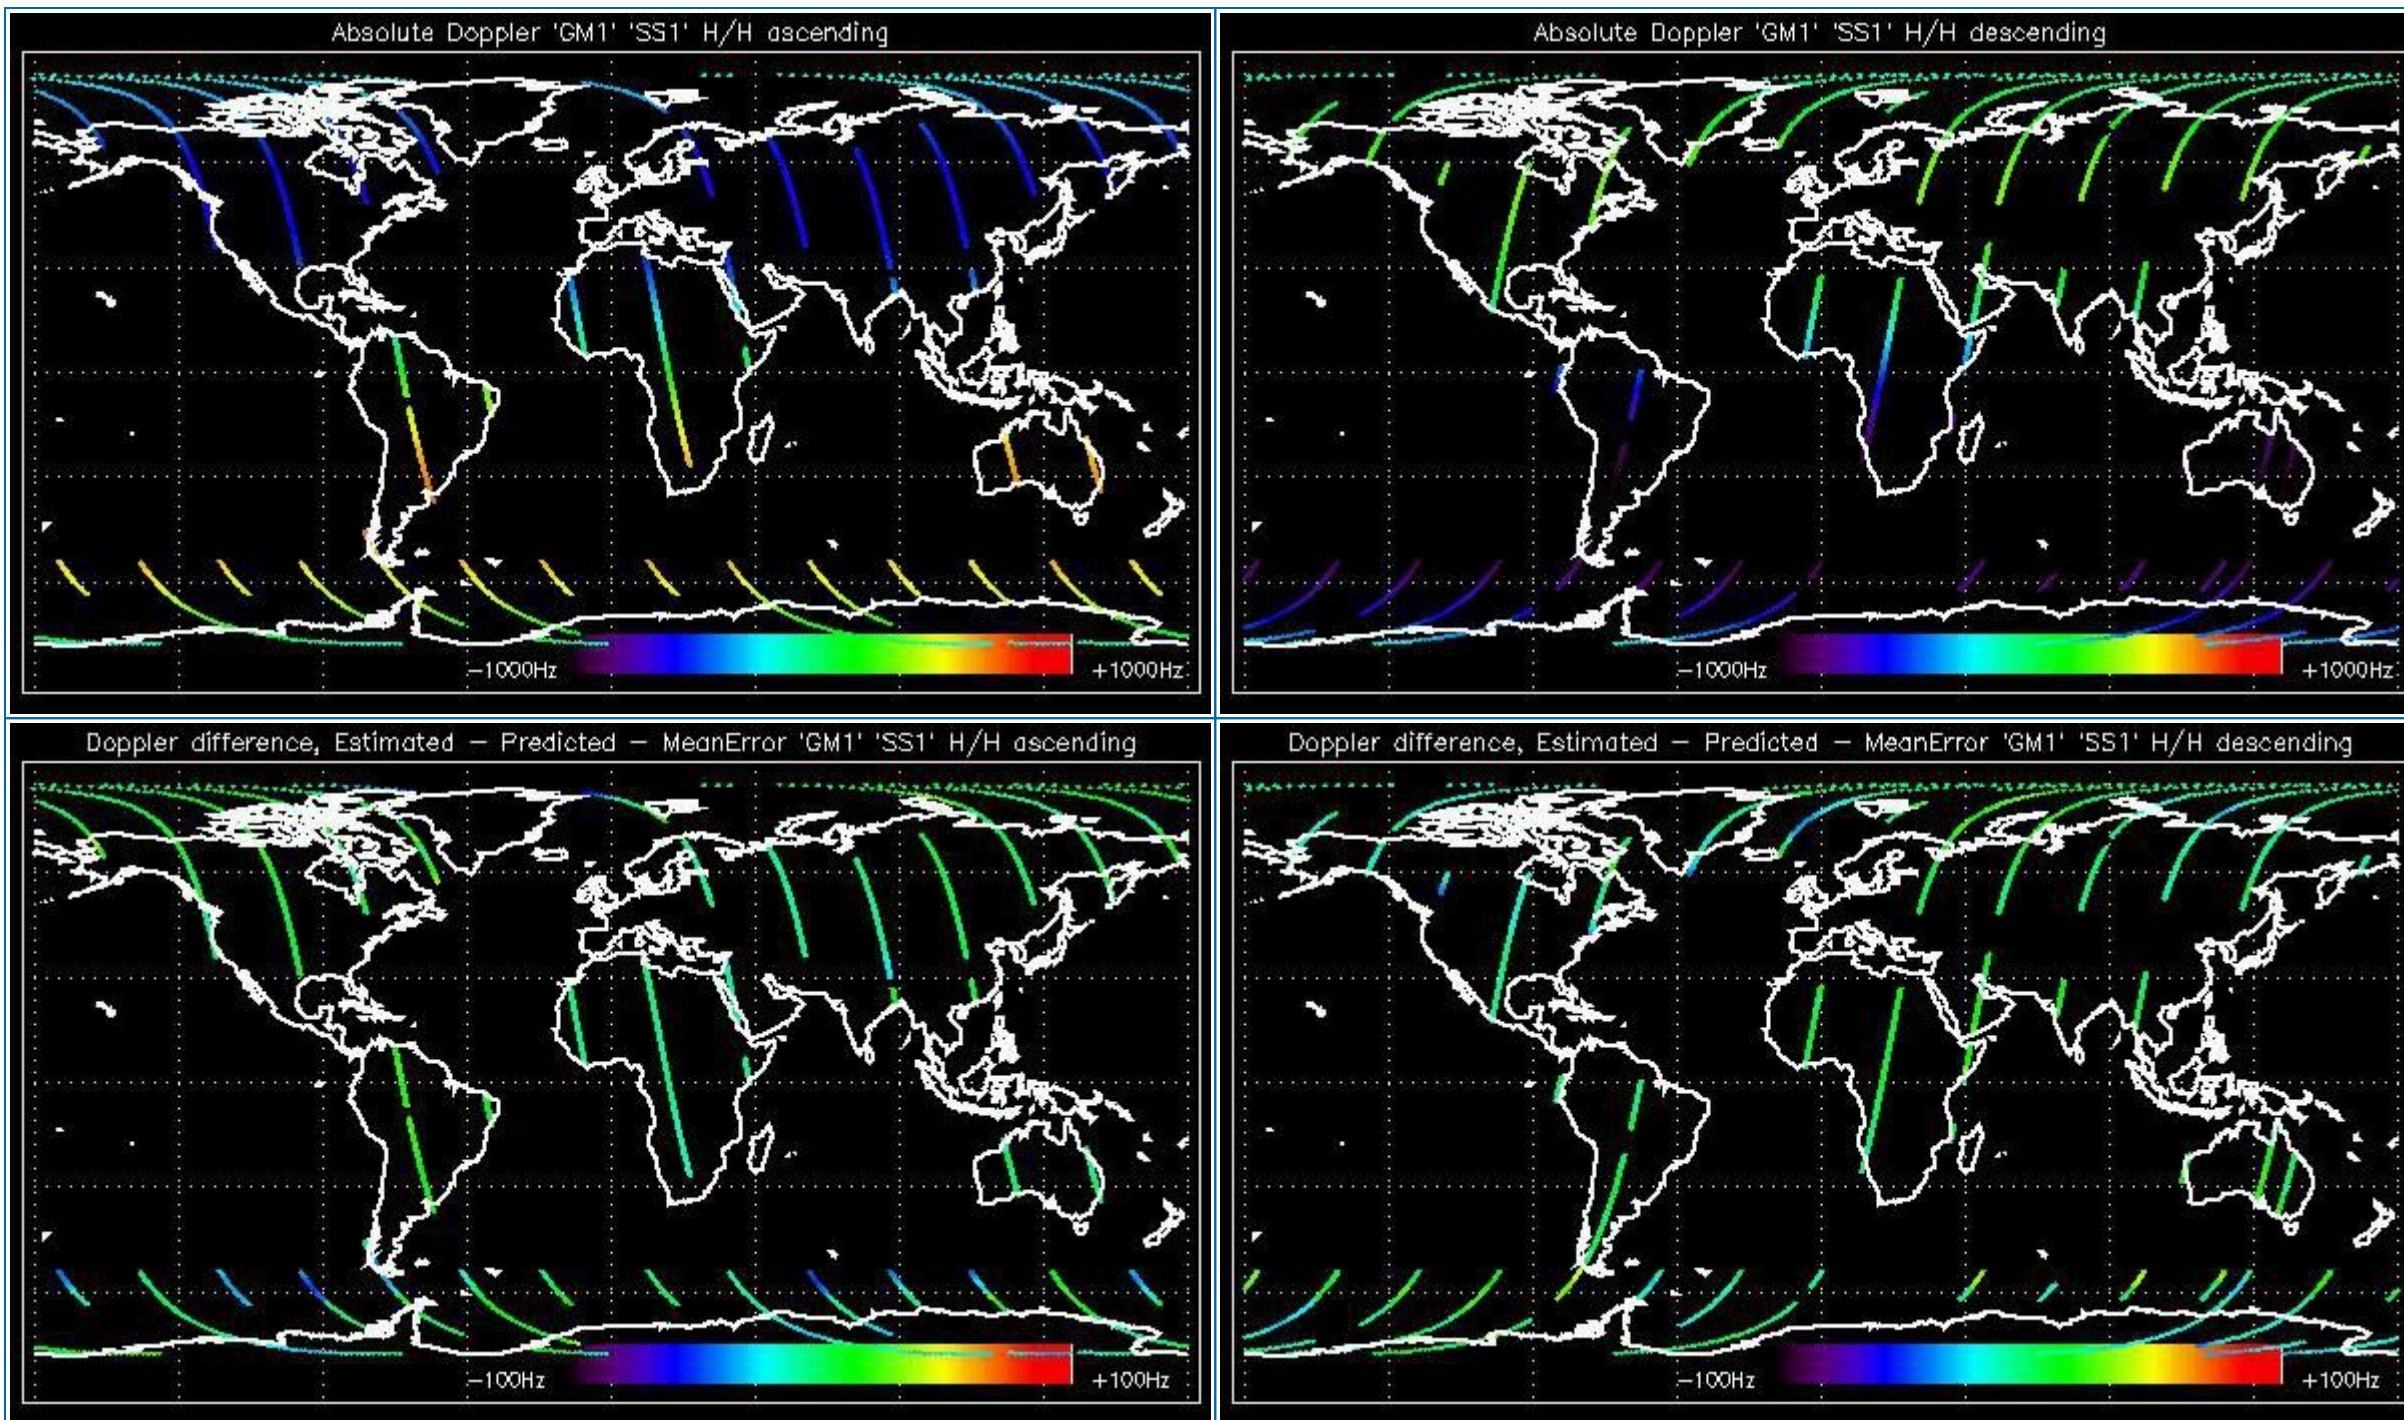 Absolute Doppler 'GM1' 'SS1' H/H ascending
-1000Hz
+1000Hz
Absolute Doppler 'GM1' 'SS1' H/H descending
-1000Hz
+1000Hz
Doppler difference, Estimated - Predicted - MeanError 'GM1' 'SS1' H/H ascending
-100Hz
+100Hz
Doppler difference, Estimated - Predicted - MeanError 'GM1' 'SS1' H/H descending
-100Hz
+100Hz